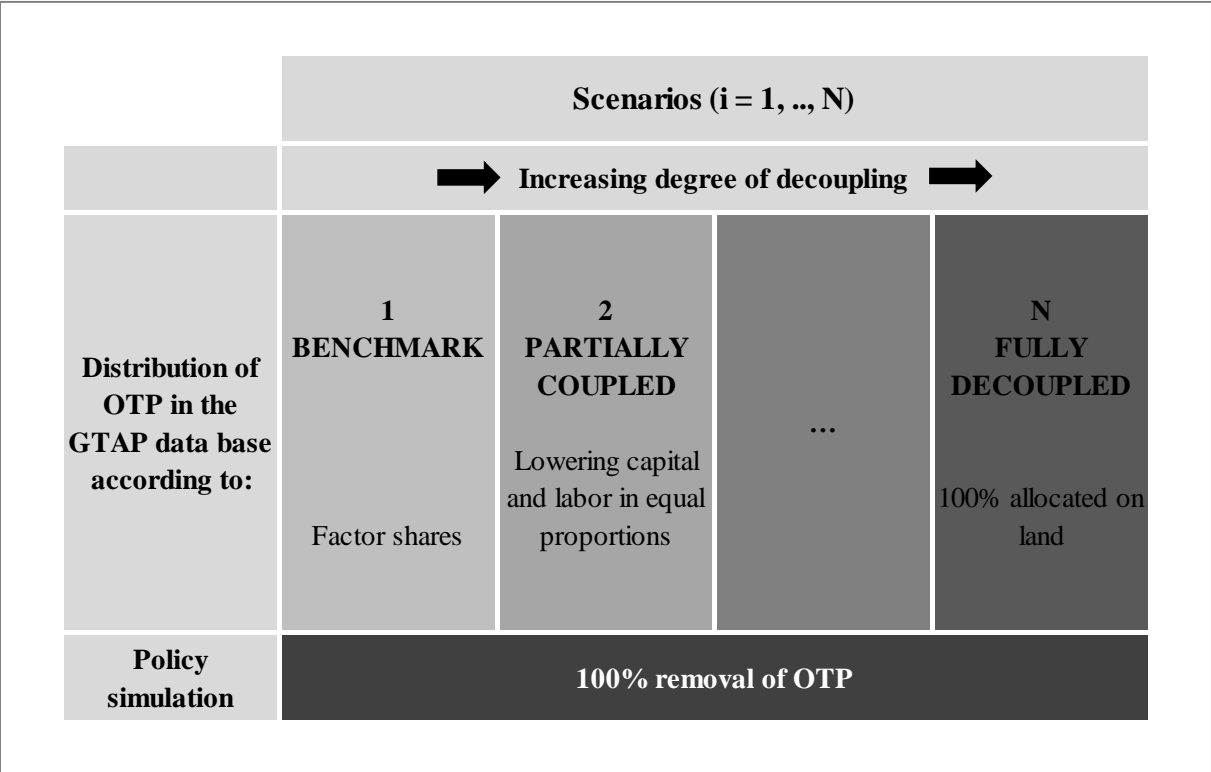 Scenarios (i = 1, .., N)
Increasing degree of decoupling
Distribution of
OTP in the
GTAP data base
according to:
1
BENCHMARK
Factor shares
2
PARTIALLY
COUPLED
Lowering capital
and labor in equal
proportions
...
N
FULLY
DECOUPLED
100% allocated on
land
Policy
simulation
100% removal of OTP